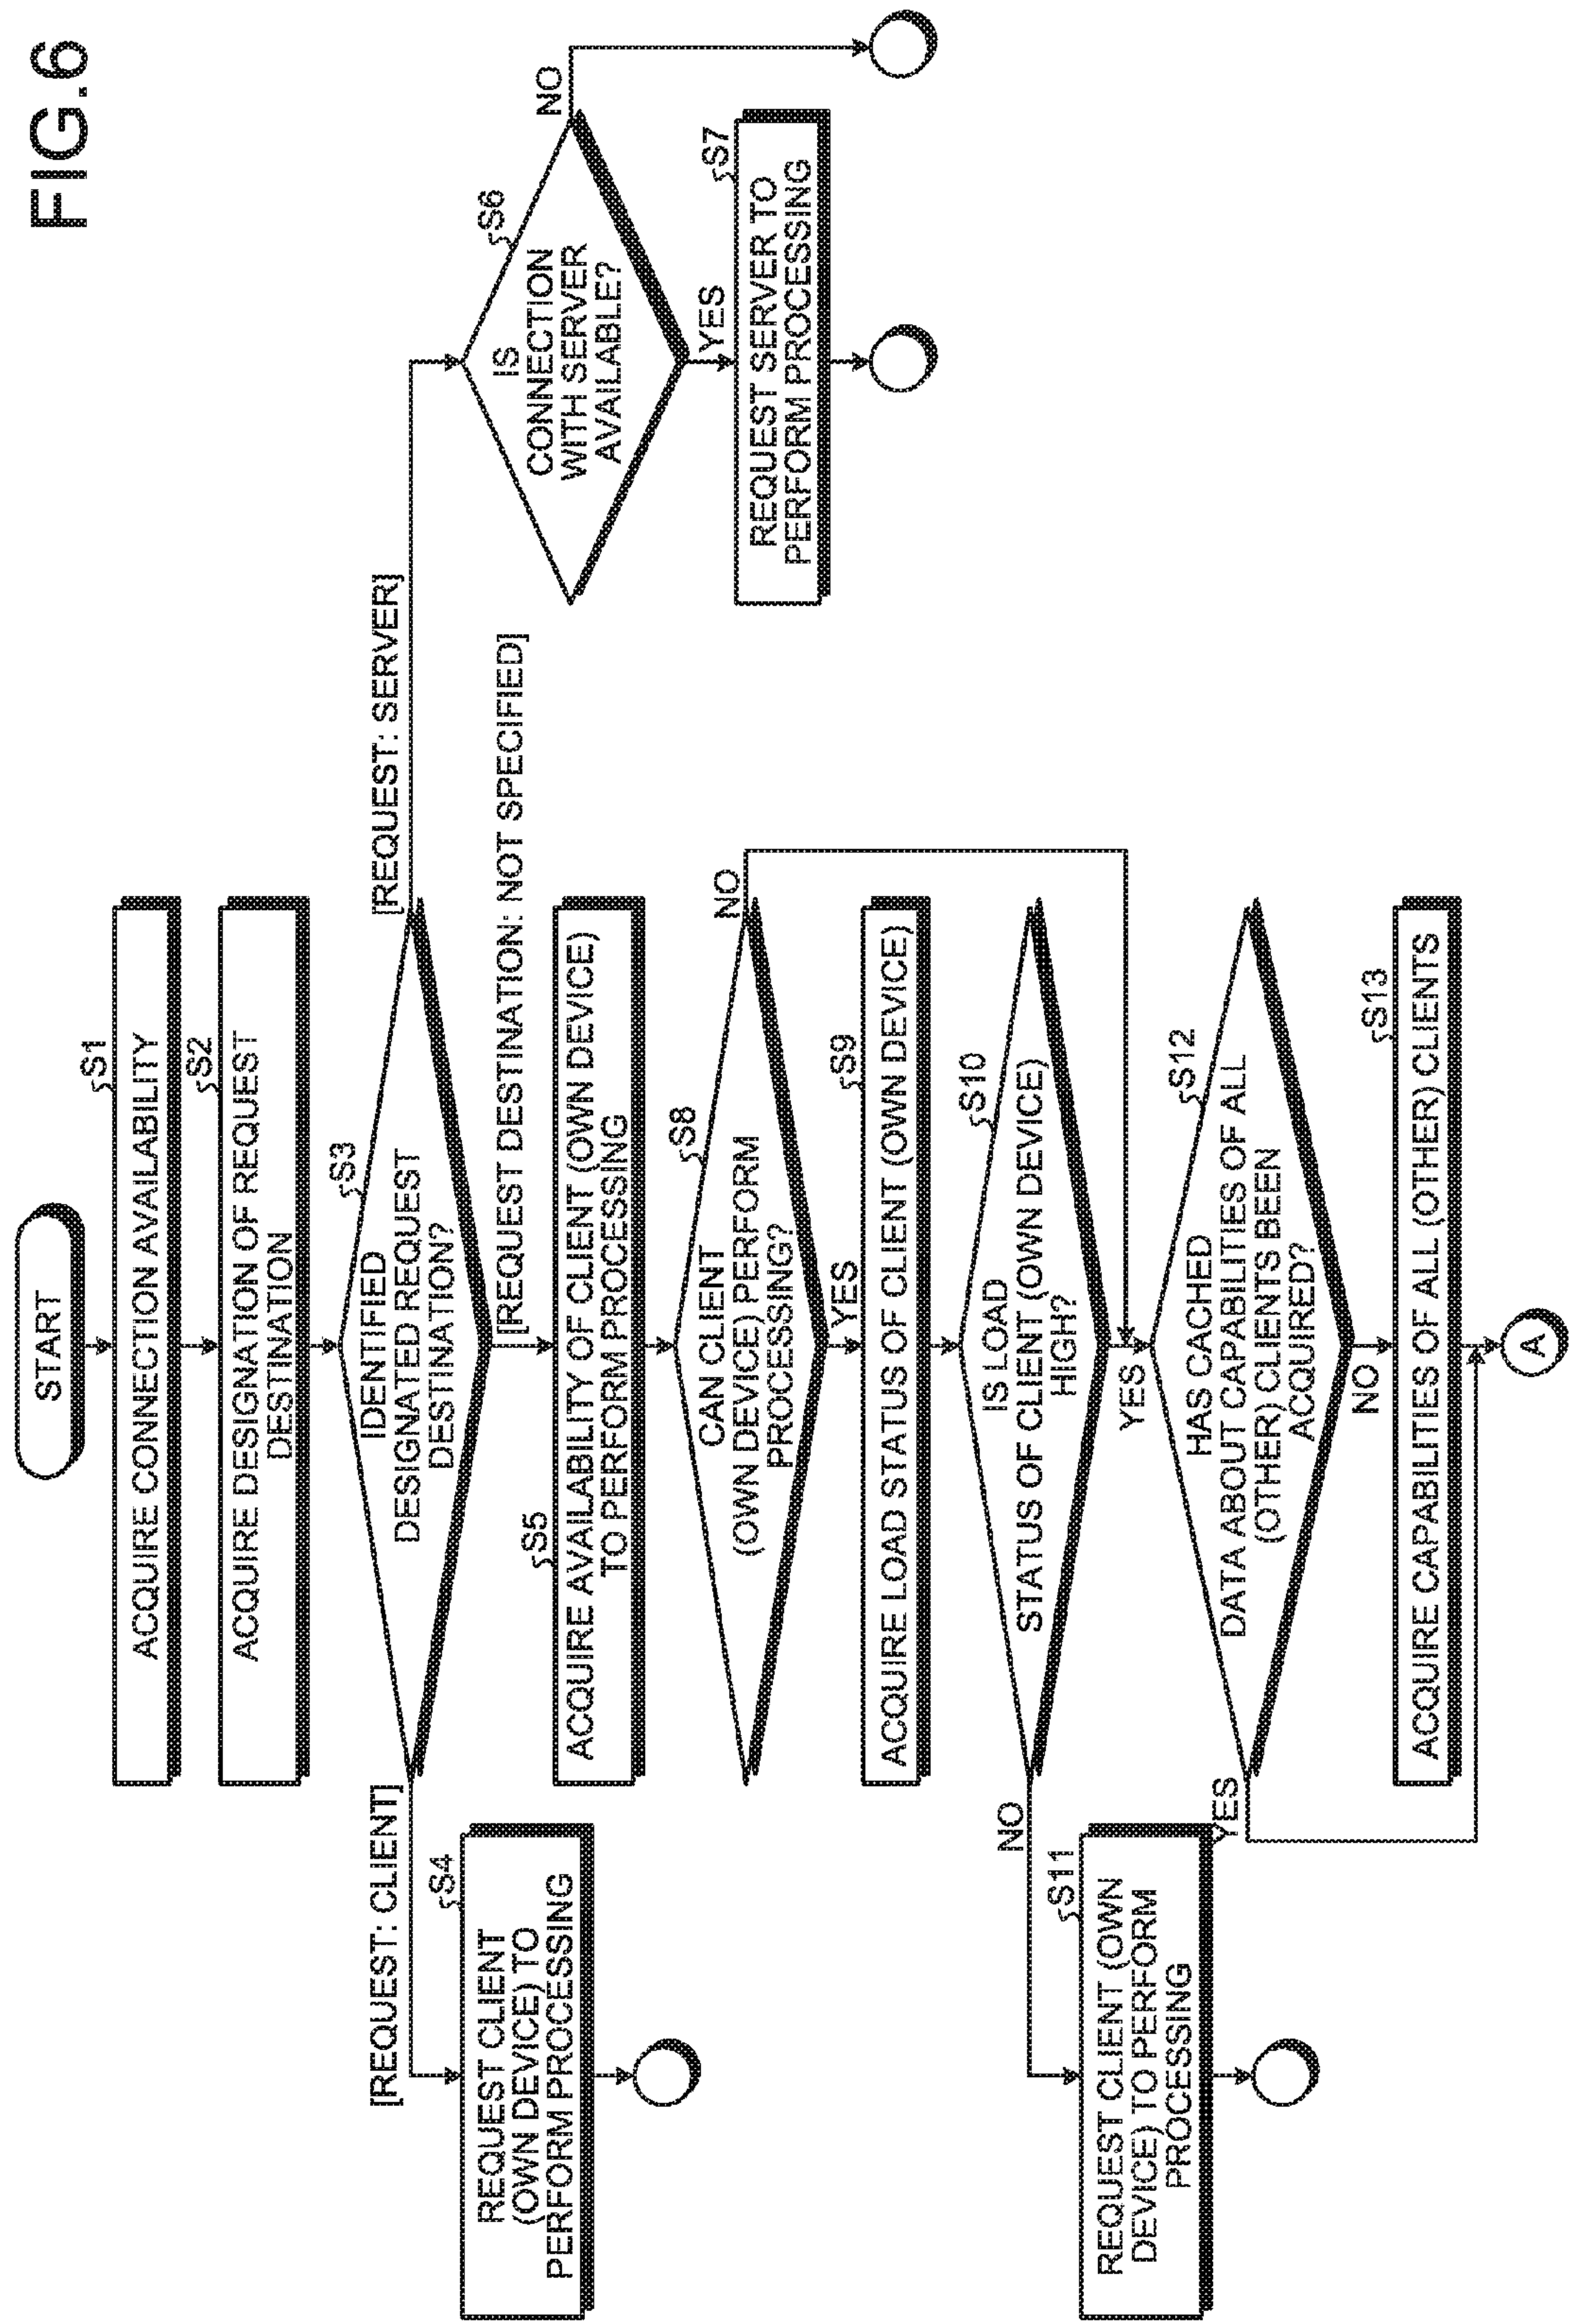 FIG.6
START
S1
ACQUIRE CONNECTION AVAILABILITY
S2
ACQUIRE DESIGNATION OF REQUEST
DESTINATION
S3
IDENTIFIED
DESIGNATED REQUEST
DESTINATION?
[REQUEST: CLIENT]
[REQUEST: SERVER]
[REQUEST DESTINATION: NOT SPECIFIED]
S4
REQUEST CLIENT
(OWN DEVICE) TO
PERFORM PROCESSING
S5
ACQUIRE AVAILABILITY OF CLIENT (OWN DEVICE)
TO PERFORM PROCESSING
S6
IS
CONNECTION
WITH SERVER
AVAILABLE?
NO
YES
S7
REQUEST SERVER TO
PERFORM PROCESSING
S8
CAN CLIENT
(OWN DEVICE) PERFORM
PROCESSING?
NO
YES
S9
ACQUIRE LOAD STATUS OF CLIENT (OWN DEVICE)
S10
IS LOAD
STATUS OF CLIENT (OWN DEVICE)
HIGH?
NO
YES
S11
REQUEST CLIENT (OWN
DEVICE) TO PERFORM
PROCESSING
S12
HAS CACHED
DATA ABOUT CAPABILITIES OF ALL
(OTHER) CLIENTS BEEN
ACQUIRED?
YES
NO
S13
ACQUIRE CAPABILITIES OF ALL (OTHER) CLIENTS
A